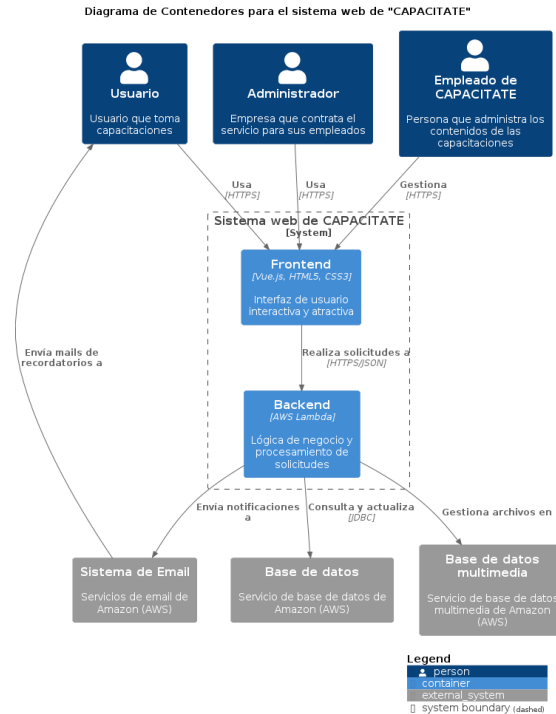 Diagrama de Contenedores para el sistema web de "CAPACITATE"
Usuario
Usuario que toma
capacitaciones
Administrador
Empresa que contrata el
servicio para sus empleados
Empleado de
CAPACITATE
Persona que administra los
contenidos de las
capacitaciones
Usa
[HTTPS]
Usa
[HTTPS]
Gestiona
[HTTPS]
Sistema web de CAPACITATE
[System]
Frontend
[Vue.js, HTML5, CSS3]
Interfaz de usuario
interactiva y atractiva
Envía mails de
recordatorios a
Realiza solicitudes a
[HTTPS/JSON]
Backend
[AWS Lambda]
Lógica de negocio y
procesamiento de
solicitudes
Envía notificaciones
a
Consulta y actualiza
[JDBC]
Gestiona archivos en
Sistema de Email
Servicios de email de
Amazon (AWS)
Base de datos
Servicio de base de datos de
Amazon (AWS)
Base de datos
multimedia
Servicio de base de datos
multimedia de Amazon
(AWS)
Legend
person
container
external_system
system boundary (dashed)